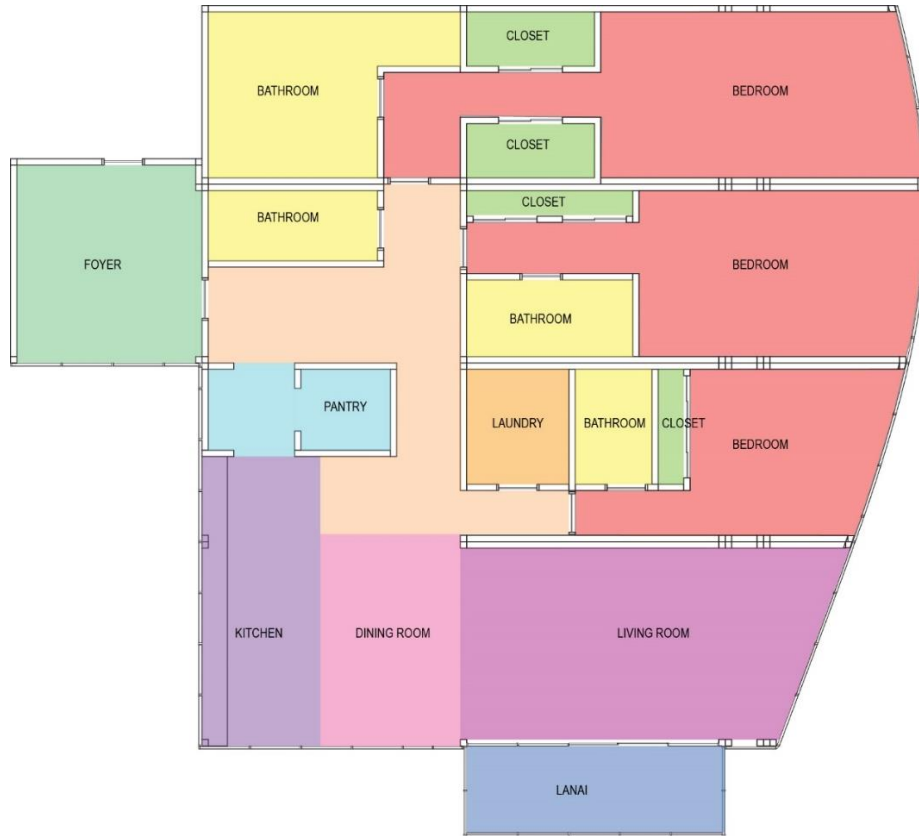 CLOSET
BATHROOM
BEDROOM
CLOSET
CLOSET
BATHROOM
FOYER
BEDROOM
BATHROOM
PANTRY
LAUNDRY
BATHROOM
CLOSET
BEDROOM
KITCHEN
DINING ROOM
LIVING ROOM
LANAI